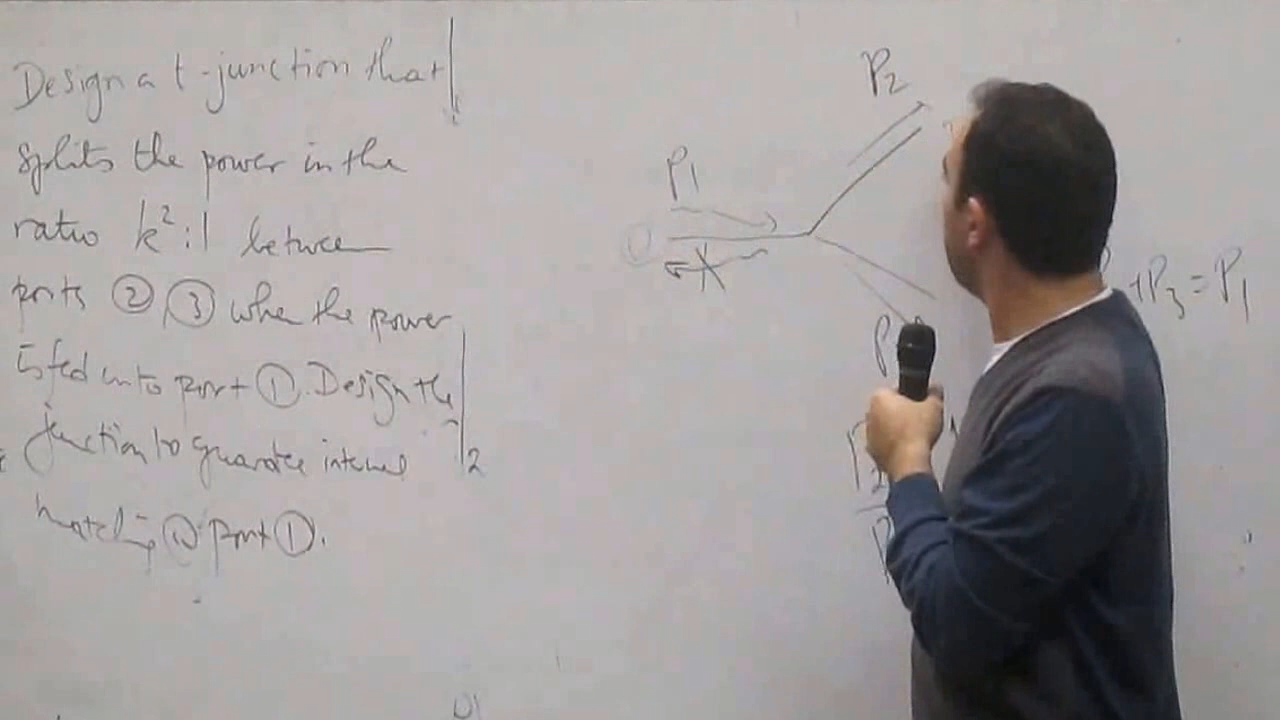 Design a t-junction that
splits the power in the
ratio k²:1 between
ports ② ③ when the power
is fed into port ①. Design the
junction to guarantee internal
matching @ port ①.
2
P2
P1
+P3 = P1
P